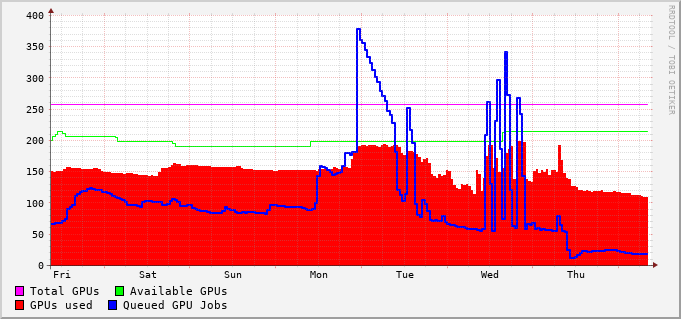 400
350
300
250
200
150
100
50
0
Fri Sat Sun Mon Tue Wed Thu
Total GPUs Available GPUs
GPUs used Queued GPU Jobs
RRDTOOL / TOBI OETIKER